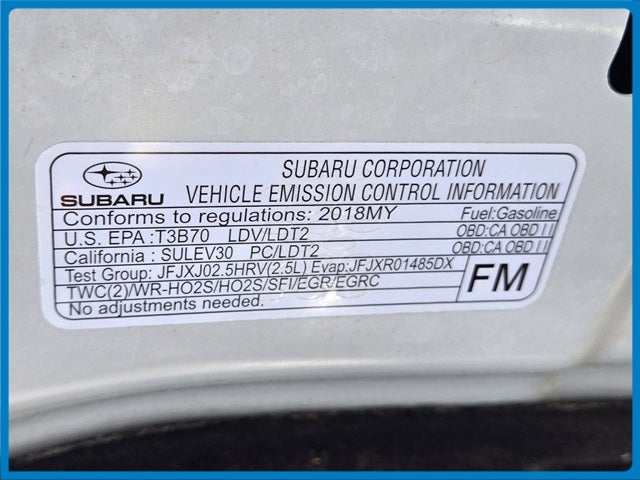 SUBARU CORPORATION
SUBARU VEHICLE EMISSION CONTROL INFORMATION
Conforms to regulations: 2018MY Fuel:Gasoline
U.S. EPA :T3B70 LDV/LDT2 OBD:CA OBD II
California : SULEV30 PC/LDT2 OBD:CA OBD II
Test Group: JFJXJ02.5HRV(2.5L) Evap:JFJXR01485DX
TWC(2)/WR-HO2S/HO2S/SFI/EGR/EGRC
No adjustments needed.
FM